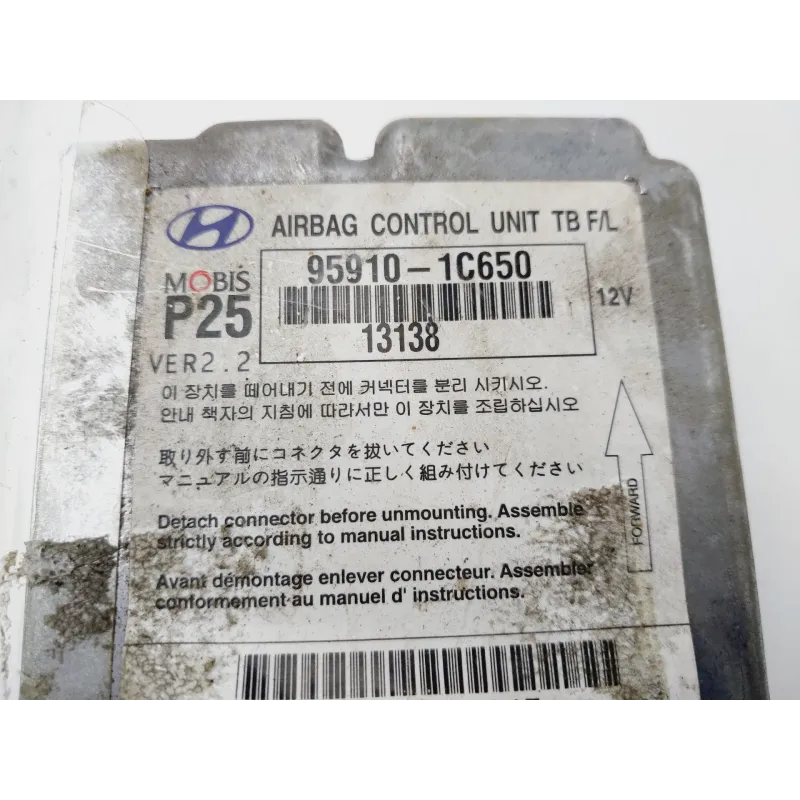 AIRBAG CONTROL UNIT TB F/L
95910-1C650
MOBIS
P25
12V
13138
VER2.2
이 장치를 떼어내기 전에 커넥터를 분리 시키시오.
안내 책자의 지침에 따라서만 이 장치를 조립하십시오
取り外す前にコネクタを抜いてください
マニュアルの指示通りに正しく組み付けてください
FORWARD
Detach connector before unmounting. Assemble
strictly according to manual instructions.
Avant démontage enlever connecteur. Assembler
conformement au manuel d' instructions.